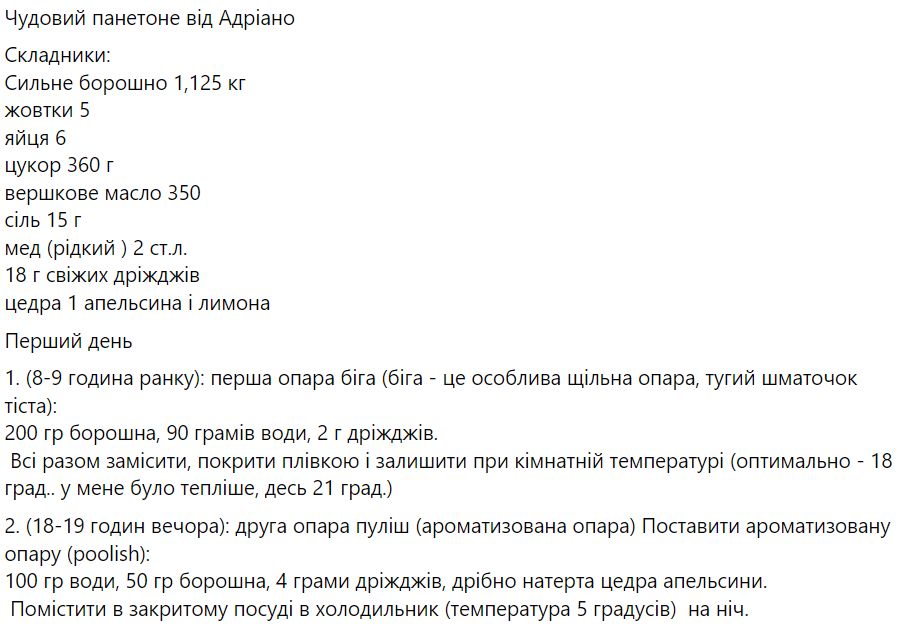 Чудовий панетоне від Адріано
Складники:
Сильне борошно 1,125 кг
жовтки 5
яйця 6
цукор 360 г
вершкове масло 350
сіль 15 г
мед (рідкий ) 2 ст.л.
18 г свіжих дріжджів
цедра 1 апельсина і лимона
Перший день
1. (8-9 година ранку): перша опара біга (біга - це особлива щільна опара, тугий шматочок
тіста):
200 гр борошна, 90 грамів води, 2 г дріжджів.
Всі разом замісити, покрити плівкою і залишити при кімнатній температурі (оптимально - 18
град.. у мене було тепліше, десь 21 град.)
2. (18-19 годин вечора): друга опара пуліш (ароматизована опара) Поставити ароматизовану
опару (poolish):
100 гр води, 50 гр борошна, 4 грами дріжджів, дрібно натерта цедра апельсини.
Помістити в закритому посуді в холодильник (температура 5 градусів)  на ніч.